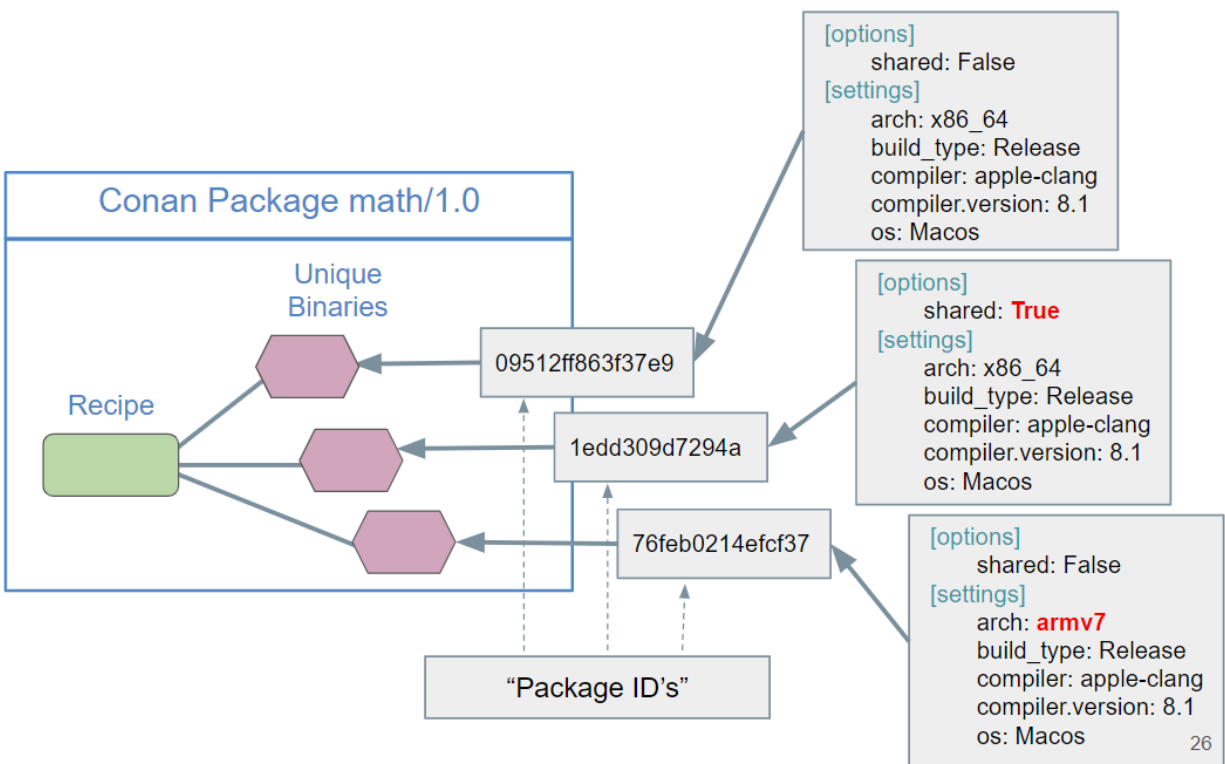 [options]
shared: False
[settings]
arch: x86_64
build_type: Release
compiler: apple-clang
compiler.version: 8.1
os: Macos
Conan Package math/1.0
Unique
Binaries
Recipe
09512ff863f37e9
1edd309d7294a
76feb0214efcf37
[options]
shared: True
[settings]
arch: x86_64
build_type: Release
compiler: apple-clang
compiler.version: 8.1
os: Macos
[options]
shared: False
[settings]
arch: armv7
build_type: Release
compiler: apple-clang
compiler.version: 8.1
os: Macos
“Package ID’s”
26